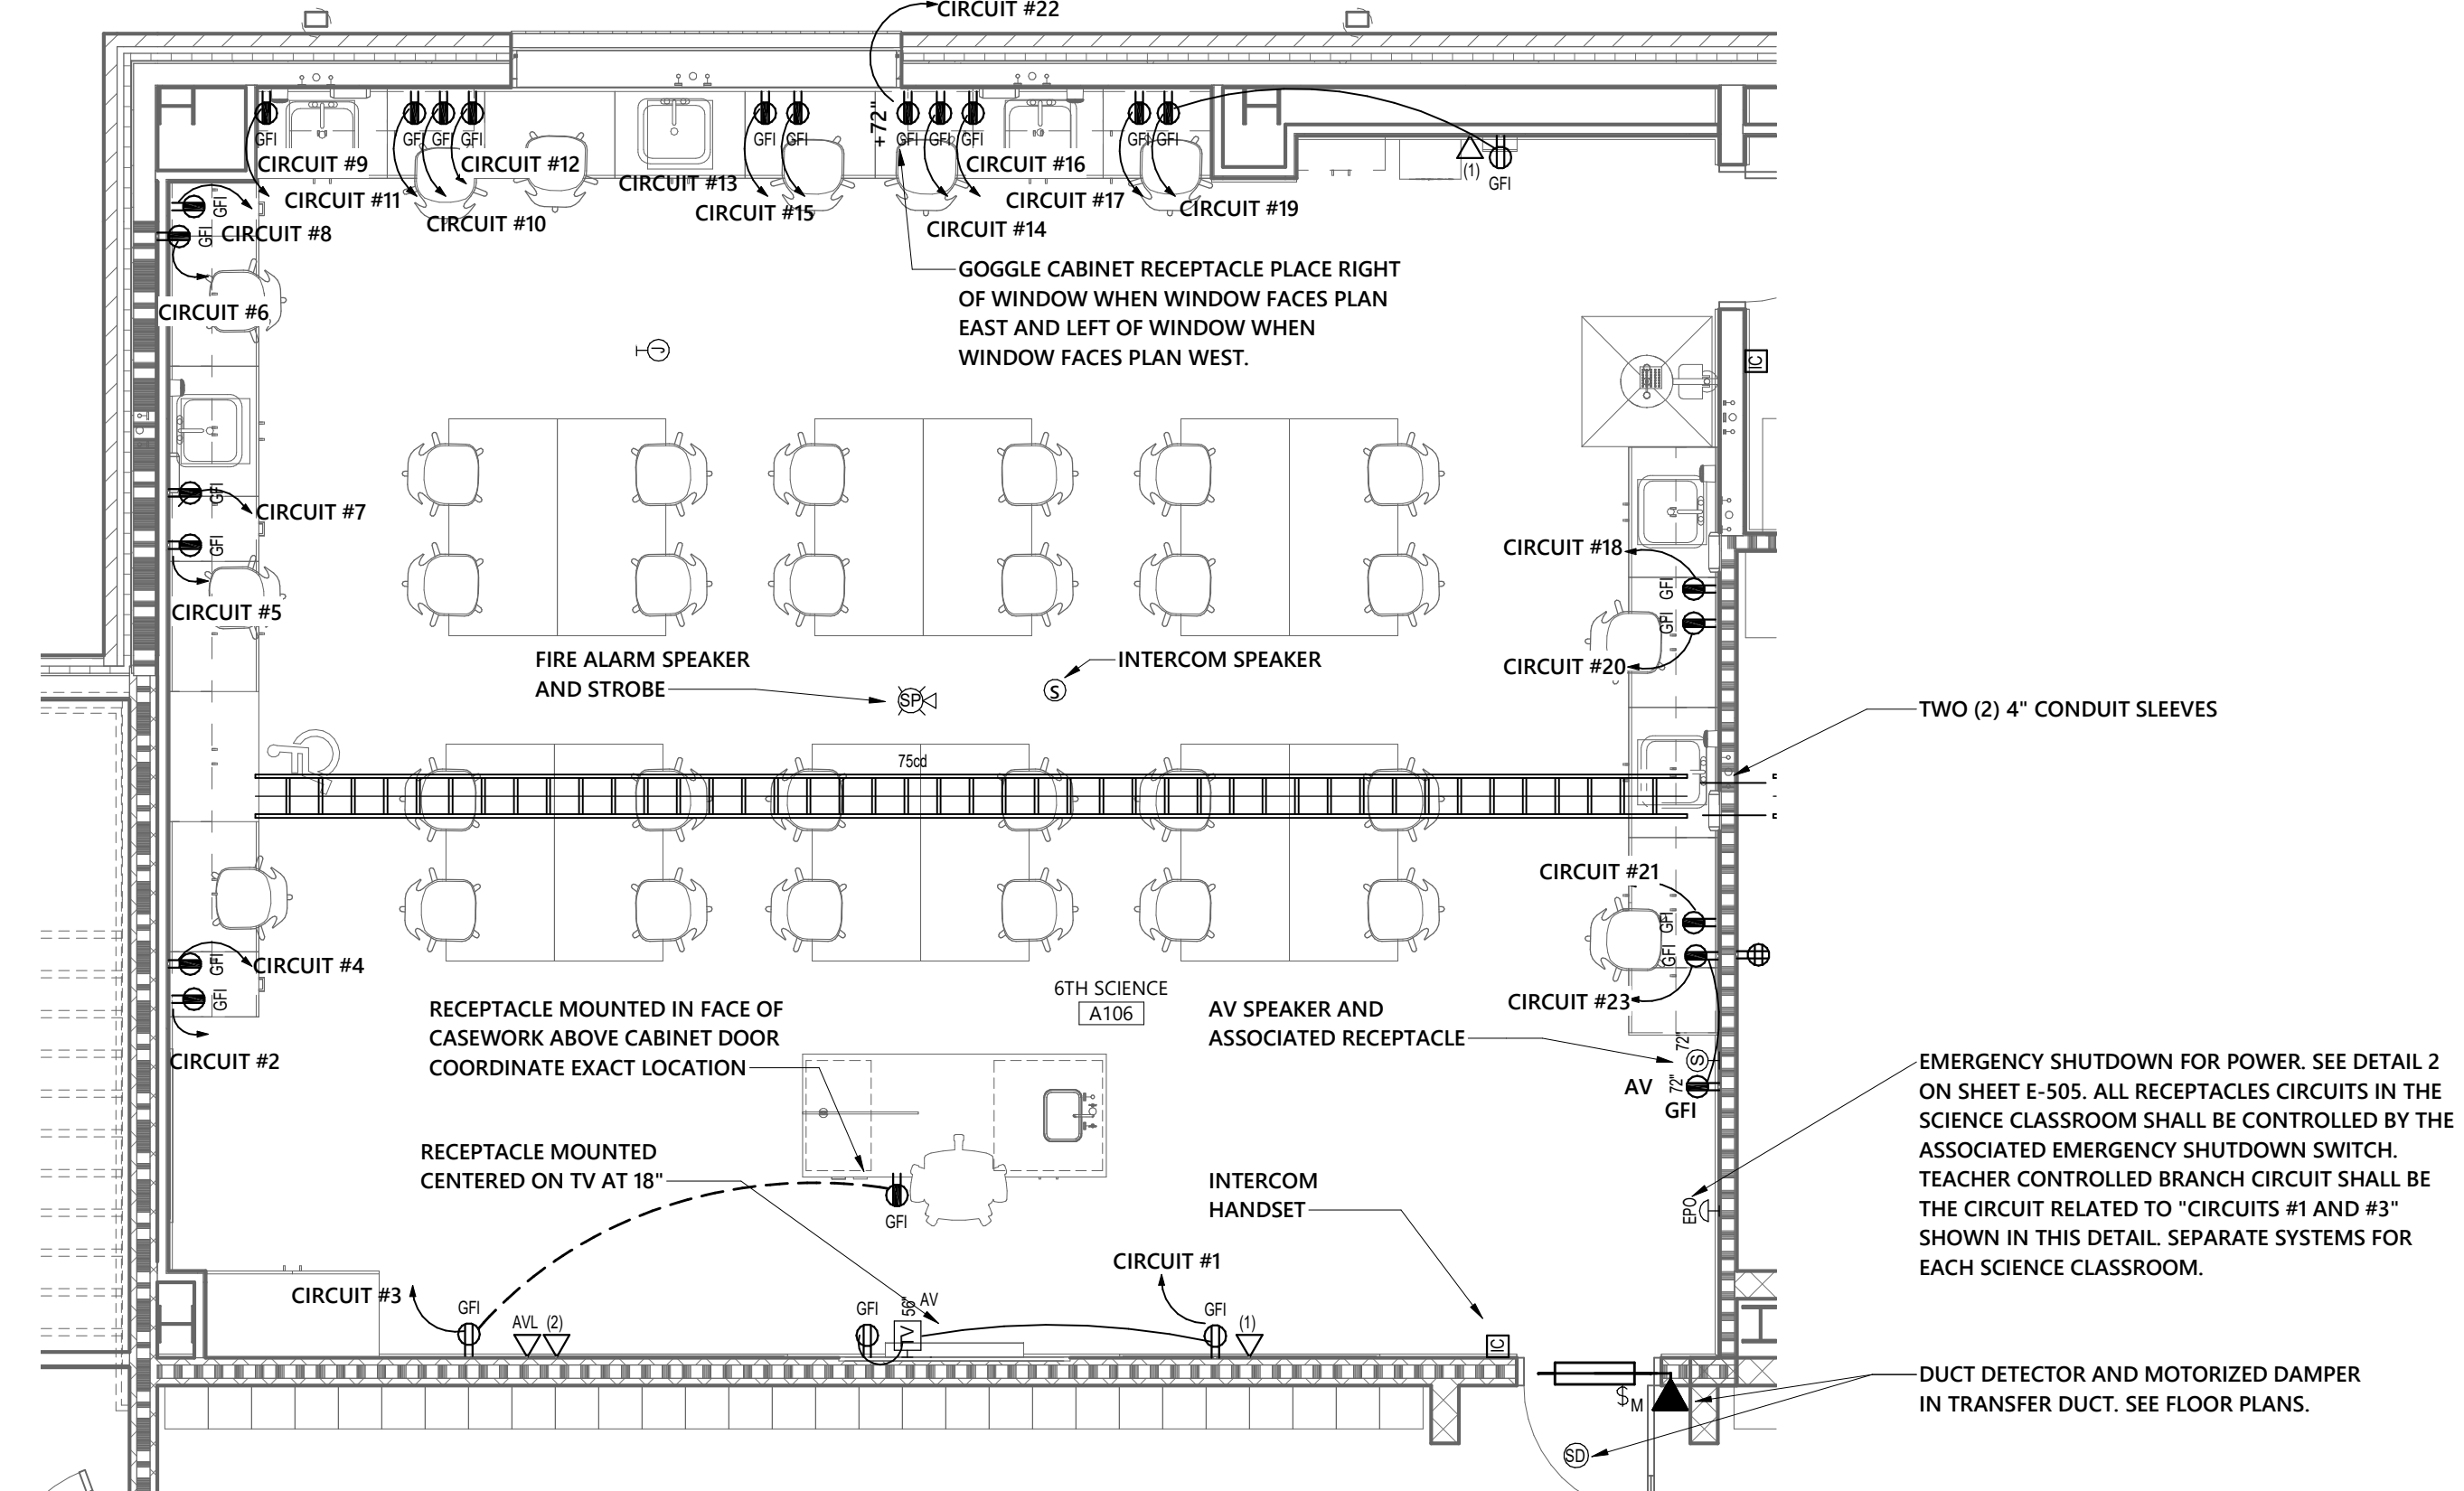 CIRCUIT #22
+72"
GFI
GFI
GFI
GFI
GFI
GFI
GFI
GFI
GFI
GFI
GFI
CIRCUIT #9
CIRCUIT #12
CIRCUIT #16
(1)
GFI
CIRCUIT #13
CIRCUIT #11
CIRCUIT #17
CIRCUIT #19
GFI
CIRCUIT #15
CIRCUIT #10
CIRCUIT #14
GFI
CIRCUIT #8
GOGGLE CABINET RECEPTACLE PLACE RIGHT
OF WINDOW WHEN WINDOW FACES PLAN
EAST AND LEFT OF WINDOW WHEN
WINDOW FACES PLAN WEST.
CIRCUIT #6
J
IC
GFI
CIRCUIT #7
GFI
CIRCUIT #18
GFI
CIRCUIT #5
GFI
FIRE ALARM SPEAKER
AND STROBE
SP
INTERCOM SPEAKER
S
CIRCUIT #20
TWO (2) 4" CONDUIT SLEEVES
75cd
CIRCUIT #21
GFI
GFI
CIRCUIT #4
GFI
GFI
CIRCUIT #2
6TH SCIENCE
A106
CIRCUIT #23
RECEPTACLE MOUNTED IN FACE OF
CASEWORK ABOVE CABINET DOOR
COORDINATE EXACT LOCATION
AV SPEAKER AND
ASSOCIATED RECEPTACLE
72"
S
AV
72"
GFI
EMERGENCY SHUTDOWN FOR POWER. SEE DETAIL 2
ON SHEET E-505. ALL RECEPTACLES CIRCUITS IN THE
SCIENCE CLASSROOM SHALL BE CONTROLLED BY THE
ASSOCIATED EMERGENCY SHUTDOWN SWITCH.
TEACHER CONTROLLED BRANCH CIRCUIT SHALL BE
THE CIRCUIT RELATED TO "CIRCUITS #1 AND #3"
SHOWN IN THIS DETAIL. SEPARATE SYSTEMS FOR
EACH SCIENCE CLASSROOM.
RECEPTACLE MOUNTED
CENTERED ON TV AT 18"
GFI
INTERCOM
HANDSET
EPO
CIRCUIT #1
CIRCUIT #3
GFI
AVL
(2)
GFI
56"
AV
TV
GFI
(1)
IC
DUCT DETECTOR AND MOTORIZED DAMPER
IN TRANSFER DUCT. SEE FLOOR PLANS.
$M
SD